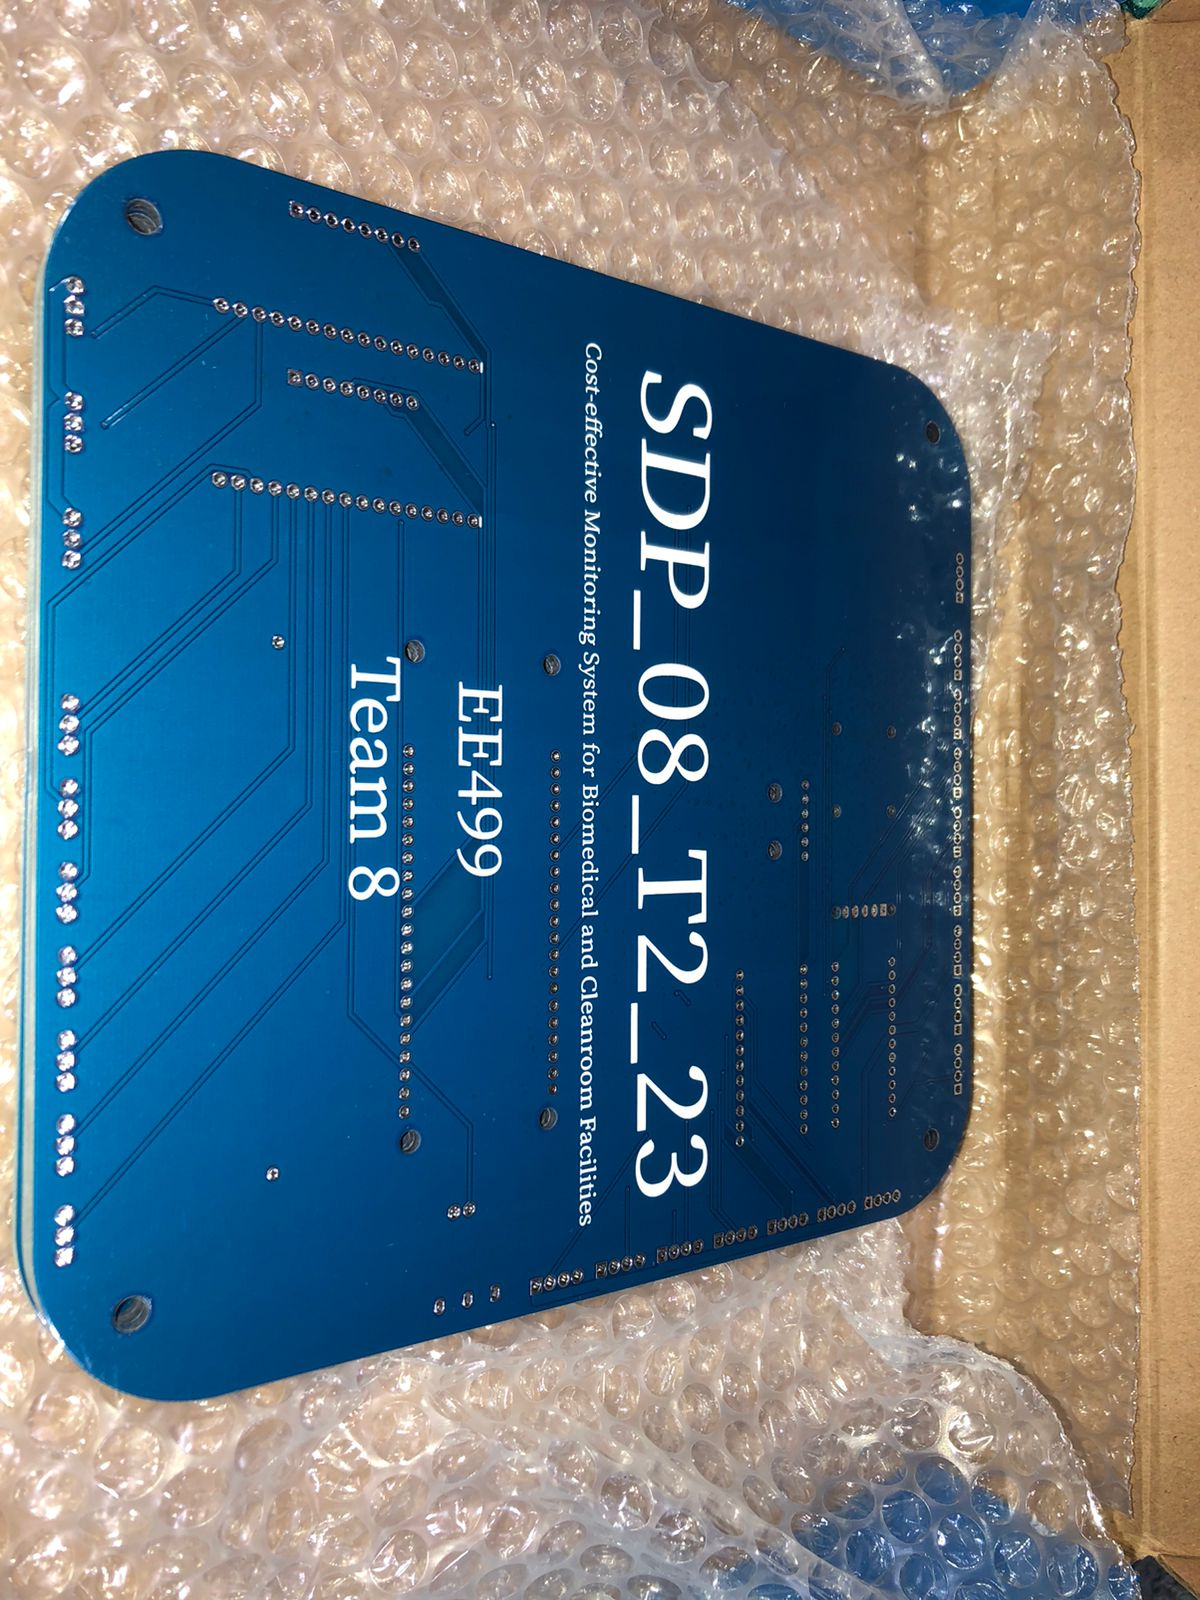 SDP_08_T2_23
Cost-effective Monitoring System for Biomedical and Cleanroom Facilities
EE499
Team 8